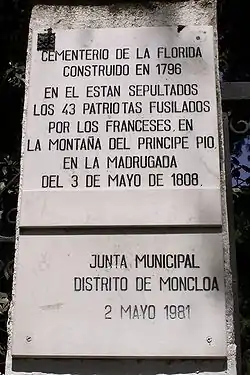 CEMENTERIO DE LA FLORIDA
CONSTRUIDO EN 1796
EN EL ESTAN SEPULTADOS
LOS 43 PATRIOTAS FUSILADOS
POR LOS FRANCESES, EN
LA MONTAÑA DEL PRINCIPE PIO,
EN LA MADRUGADA
DEL 3 DE MAYO DE 1808.
JUNTA MUNICIPAL
DISTRITO DE MONCLOA
2 MAYO 1981